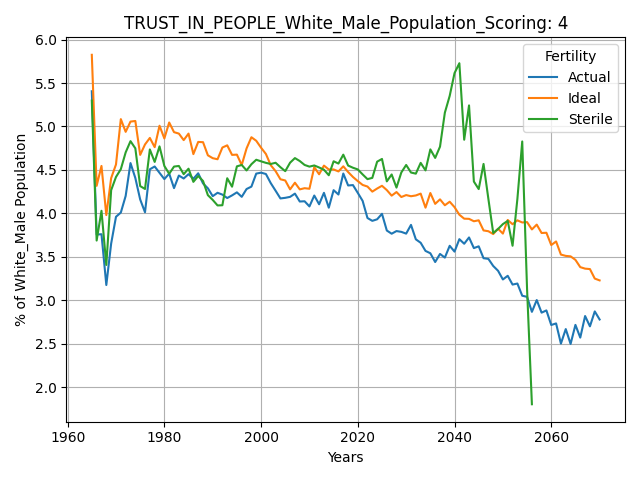 TRUST_IN_PEOPLE_White_Male_Population_Scoring: 4
% of White_Male Population
6.0
5.5
5.0
4.5
4.0
3.5
3.0
2.5
2.0
Fertility
Actual
Ideal
Sterile
1960
1980
2000
2020
2040
2060
Years